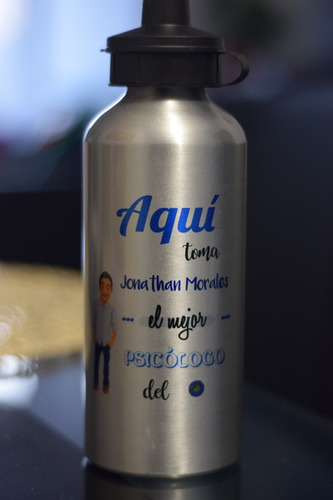 Aquí
toma
Jonathan Morales
el mejor
PSICÓLOGO
del